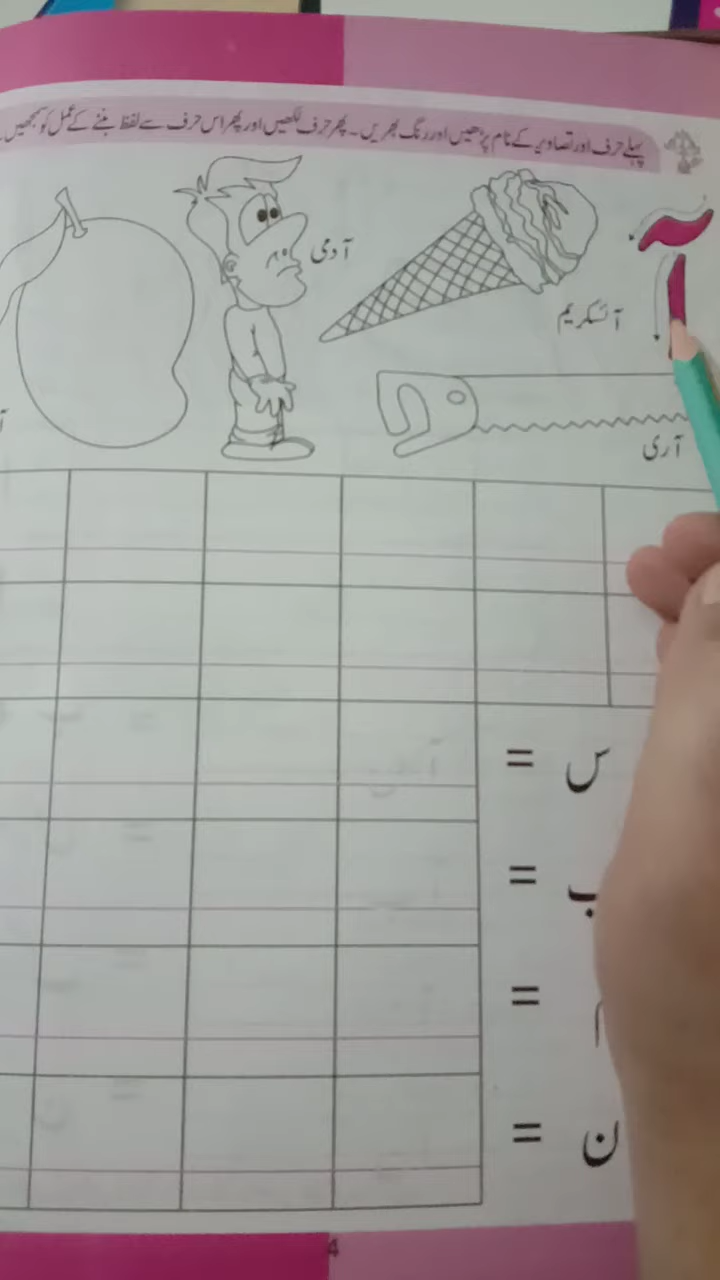 پہلے حرف اور تصاویر کے نام پڑھیں اور رنگ بھریں۔ پھر حرف لکھیں اور پھر اس حرف سے لفظ بننے کے عمل کو سمجھیں۔
آ
آدمی
آئسکریم
آری
س =
ب =
م =
ن =
4